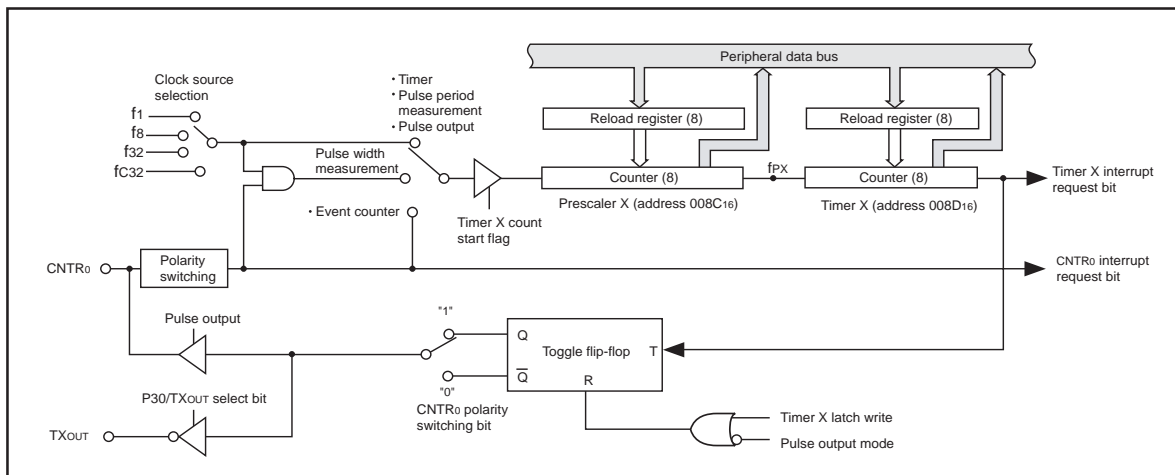 Peripheral data bus
Clock source
selection
f1
f8
f32
fC32
・Timer
・Pulse period
measurement
・Pulse output
Pulse width
measurement
・Event counter
Timer X count
start flag
Reload register (8)
Reload register (8)
Counter (8)
fPX
Counter (8)
Prescaler X (address 008C16)
Timer X (address 008D16)
Timer X interrupt
request bit
CNTR0
Polarity
switching
CNTR0 interrupt
request bit
Pulse output
"1"
Q
Toggle flip-flop
T
Q̅
R
"0"
CNTR0 polarity
switching bit
P30/TXOUT select bit
TXOUT
Timer X latch write
Pulse output mode